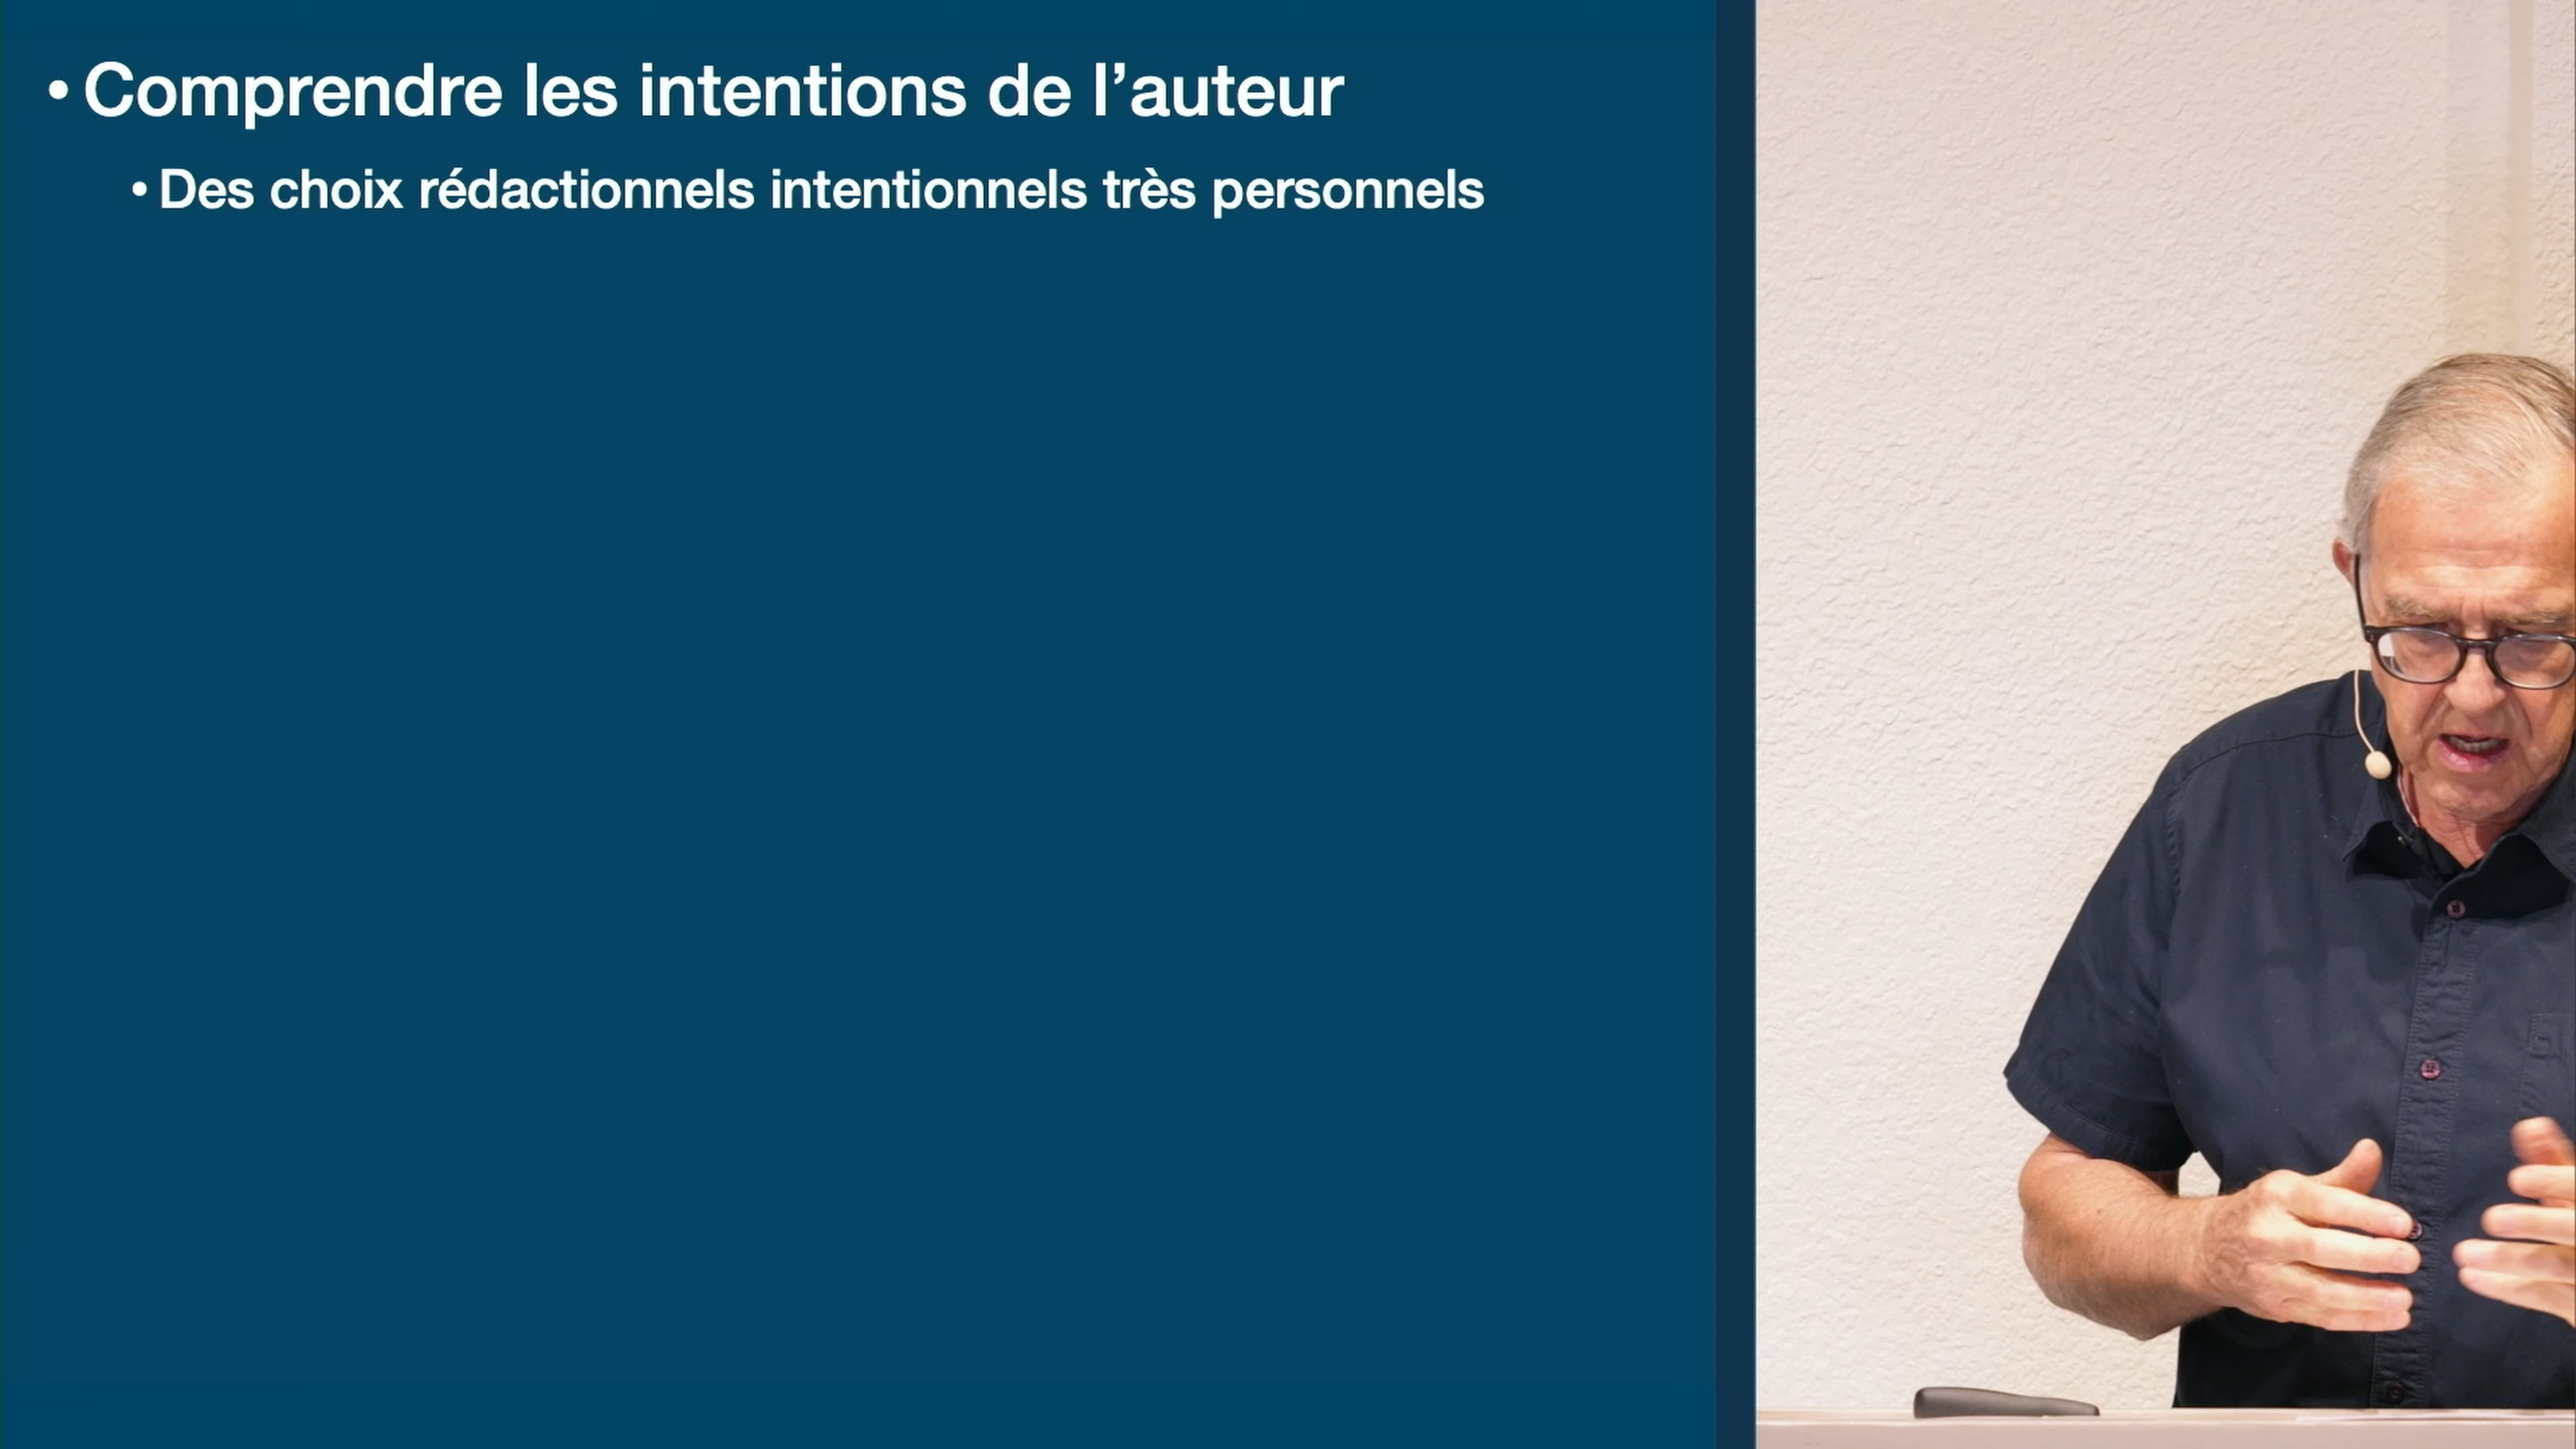 • Comprendre les intentions de l’auteur
• Des choix rédactionnels intentionnels très personnels